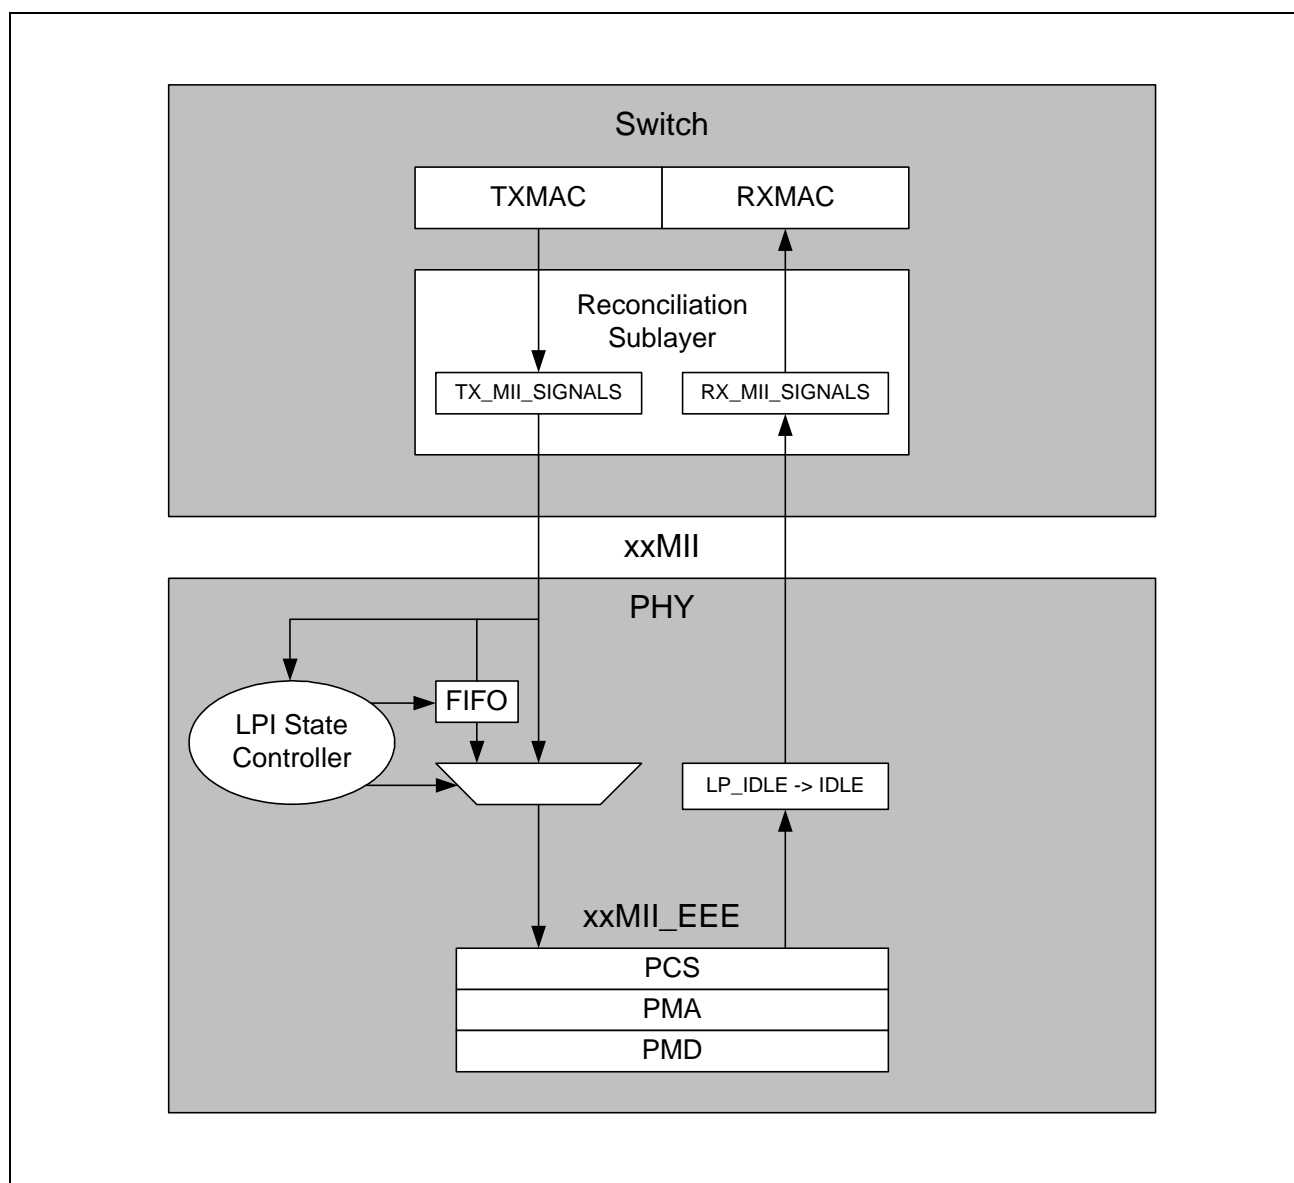 Switch
TXMAC
RXMAC
Reconciliation
Sublayer
TX_MII_SIGNALS
RX_MII_SIGNALS
xxMII
PHY
FIFO
LPI State
Controller
LP_IDLE -> IDLE
xxMII_EEE
PCS
PMA
PMD